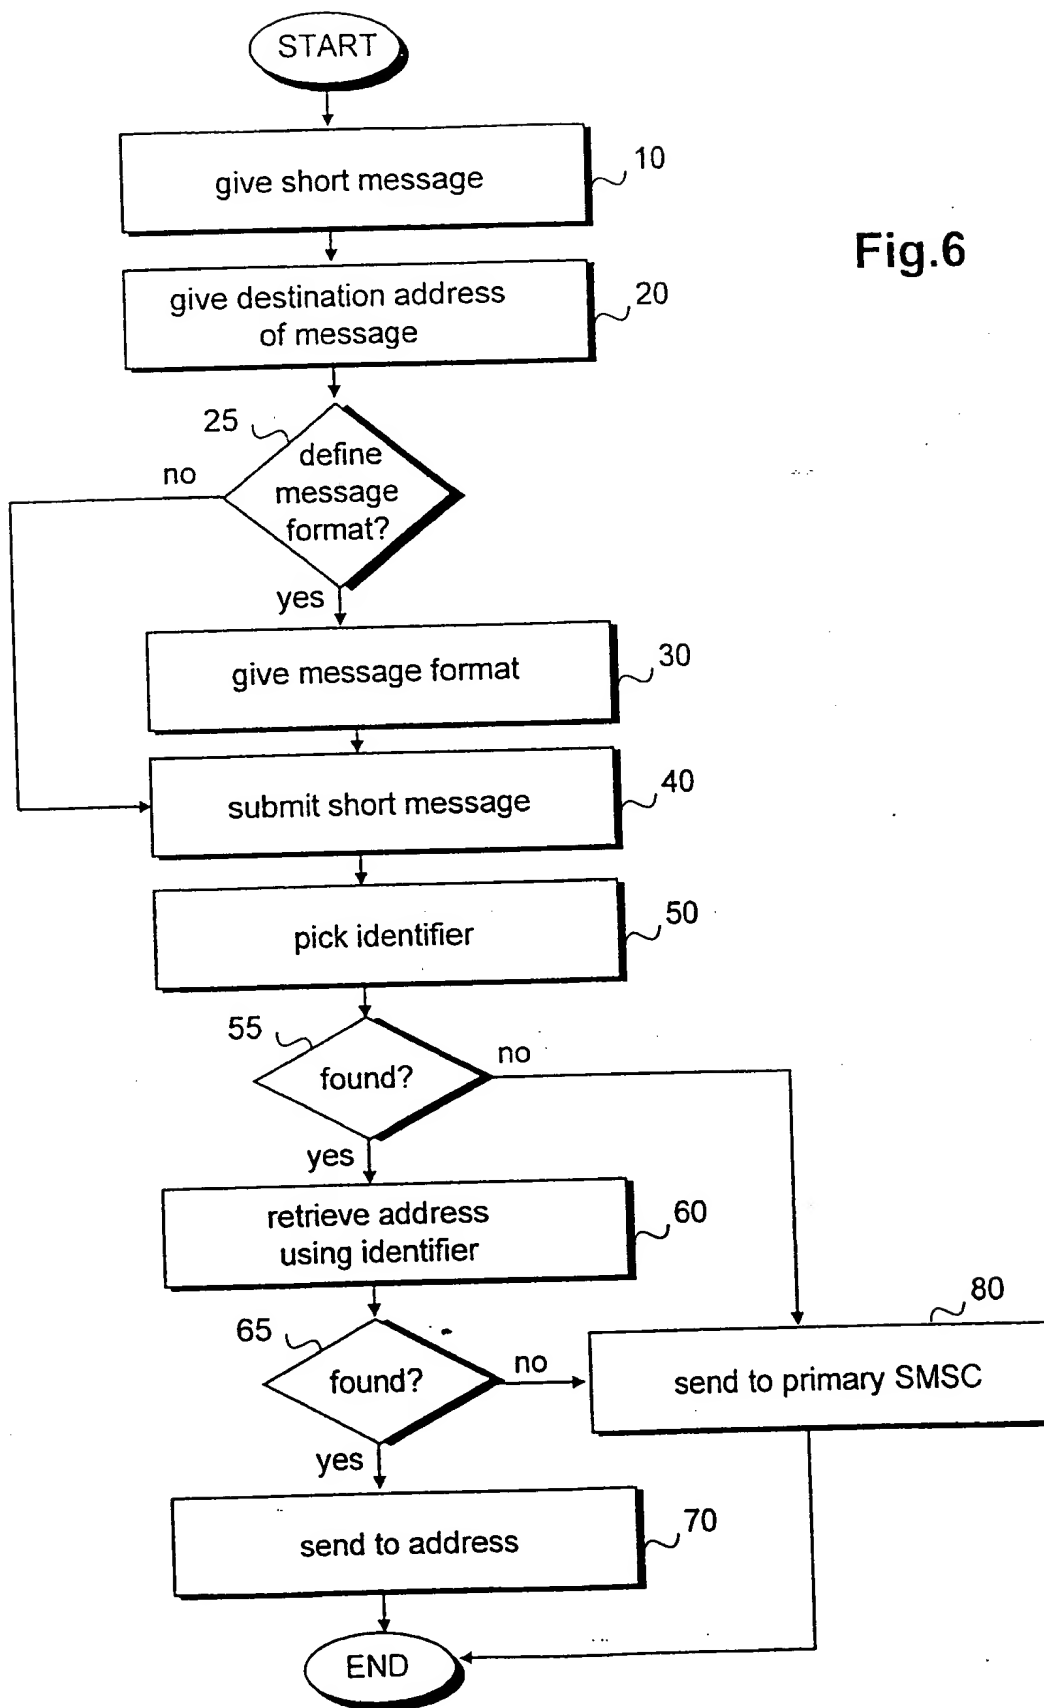 START
give short message
10
Fig.6
give destination address
of message
20
25
define
message
format?
no
yes
give message format
30
submit short message
40
pick identifier
50
55
found?
no
yes
retrieve address
using identifier
60
80
65
found?
no
send to primary SMSC
yes
send to address
70
END